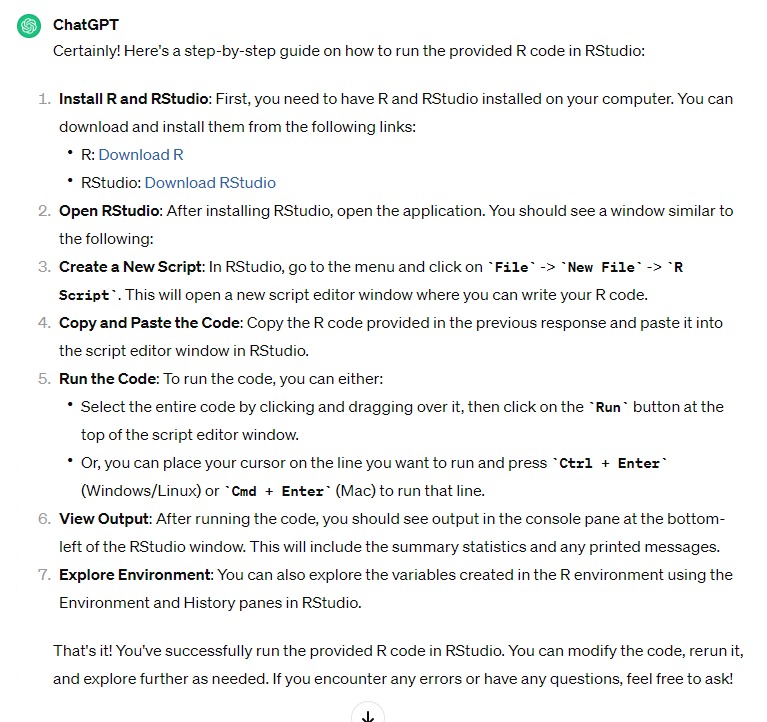 ChatGPT
Certainly! Here's a step-by-step guide on how to run the provided R code in RStudio:
1. Install R and RStudio: First, you need to have R and RStudio installed on your computer. You can
download and install them from the following links:
• R: Download R
• RStudio: Download RStudio
2. Open RStudio: After installing RStudio, open the application. You should see a window similar to
the following:
3. Create a New Script: In RStudio, go to the menu and click on `File` -> `New File` -> `R
Script`. This will open a new script editor window where you can write your R code.
4. Copy and Paste the Code: Copy the R code provided in the previous response and paste it into
the script editor window in RStudio.
5. Run the Code: To run the code, you can either:
• Select the entire code by clicking and dragging over it, then click on the `Run` button at the
top of the script editor window.
• Or, you can place your cursor on the line you want to run and press `Ctrl + Enter`
(Windows/Linux) or `Cmd + Enter` (Mac) to run that line.
6. View Output: After running the code, you should see output in the console pane at the bottom-
left of the RStudio window. This will include the summary statistics and any printed messages.
7. Explore Environment: You can also explore the variables created in the R environment using the
Environment and History panes in RStudio.
That's it! You've successfully run the provided R code in RStudio. You can modify the code, rerun it,
and explore further as needed. If you encounter any errors or have any questions, feel free to ask!